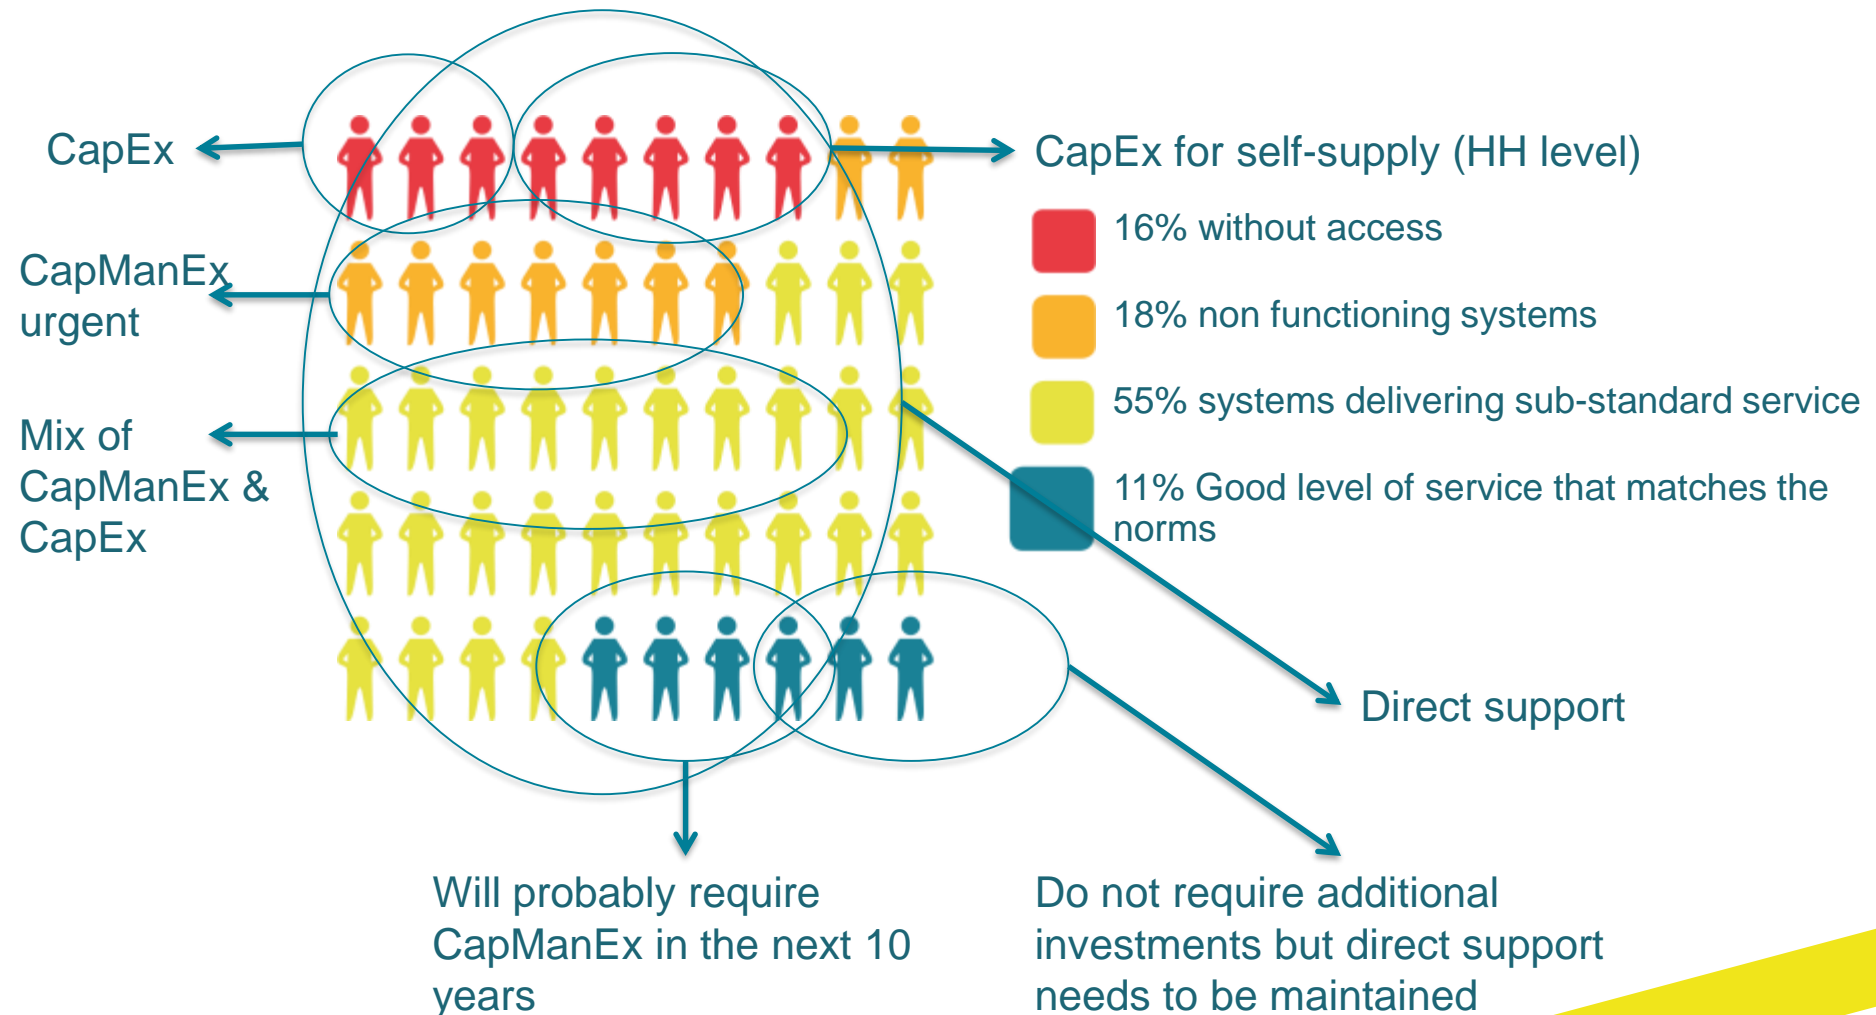 CapEx
CapEx for self-supply (HH level)
16% without access
CapManEx
urgent
18% non functioning systems
55% systems delivering sub-standard service
Mix of
CapManEx &
CapEx
11% Good level of service that matches the
norms
Direct support
Will probably require
CapManEx in the next 10
years
Do not require additional
investments but direct support
needs to be maintained